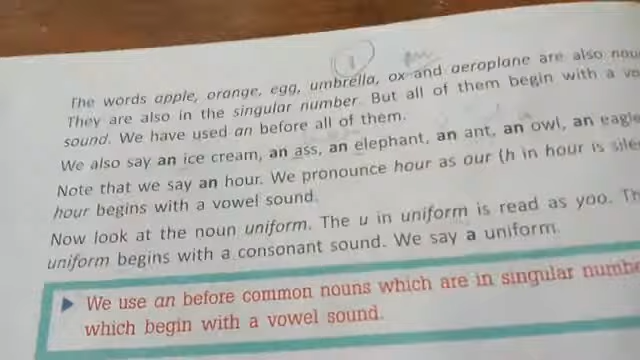 The words apple, orange, egg, umbrella, ox and aeroplane are also
They are also in the singular number. But all of them begin with a
sound. We have used an before all of them.
We also say an ice cream, an ass, an elephant, an ant, an owl, an
Note that we say an hour. We pronounce hour as our (h in hour is
hour begins with a vowel sound.
Now look at the noun uniform. The u in uniform is read as yoo.
uniform begins with a consonant sound. We say a uniform.
We use an before common nouns which are in singular
which begin with a vowel sound.